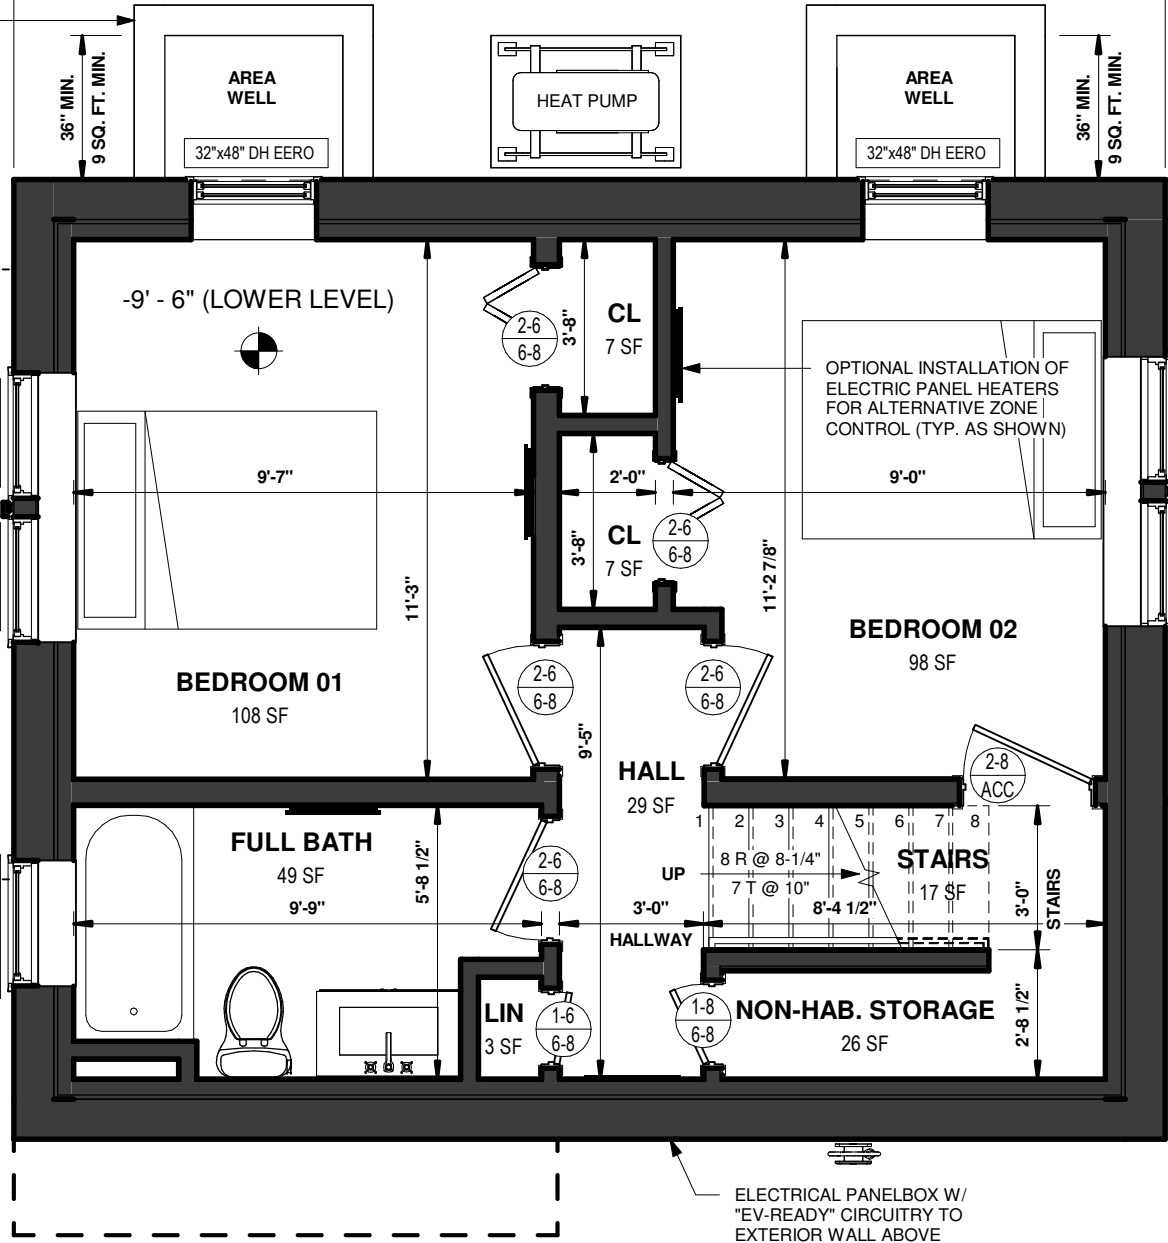 36" MIN.
9 SQ. FT. MIN.
AREA
WELL
32"x48" DH EERO
HEAT PUMP
AREA
WELL
32"x48" DH EERO
36" MIN.
9 SQ. FT. MIN.
-9' - 6" (LOWER LEVEL)
2-6
6-8
3'-8"
CL
7 SF
OPTIONAL INSTALLATION OF
ELECTRIC PANEL HEATERS
FOR ALTERNATIVE ZONE
CONTROL (TYP. AS SHOWN)
9'-7"
2'-0"
9'-0"
3'-8"
CL
7 SF
2-6
6-8
11'-3"
11'-2 7/8"
BEDROOM 01
108 SF
2-6
6-8
2-6
6-8
BEDROOM 02
98 SF
9'-5"
HALL
29 SF
2-8
ACC
FULL BATH
49 SF
9'-9"
5'-8 1/2"
2-6
6-8
1 2 3 4 5 6 7 8
8 R @ 8-1/4"
UP
7 T @ 10"
STAIRS
17 SF
3'-0"
HALLWAY
8'-4 1/2"
3'-0"
STAIRS
LIN
3 SF
1-6
6-8
1-8
6-8
NON-HAB. STORAGE
26 SF
2'-8 1/2"
ELECTRICAL PANELBOX W/
"EV-READY" CIRCUITRY TO
EXTERIOR WALL ABOVE